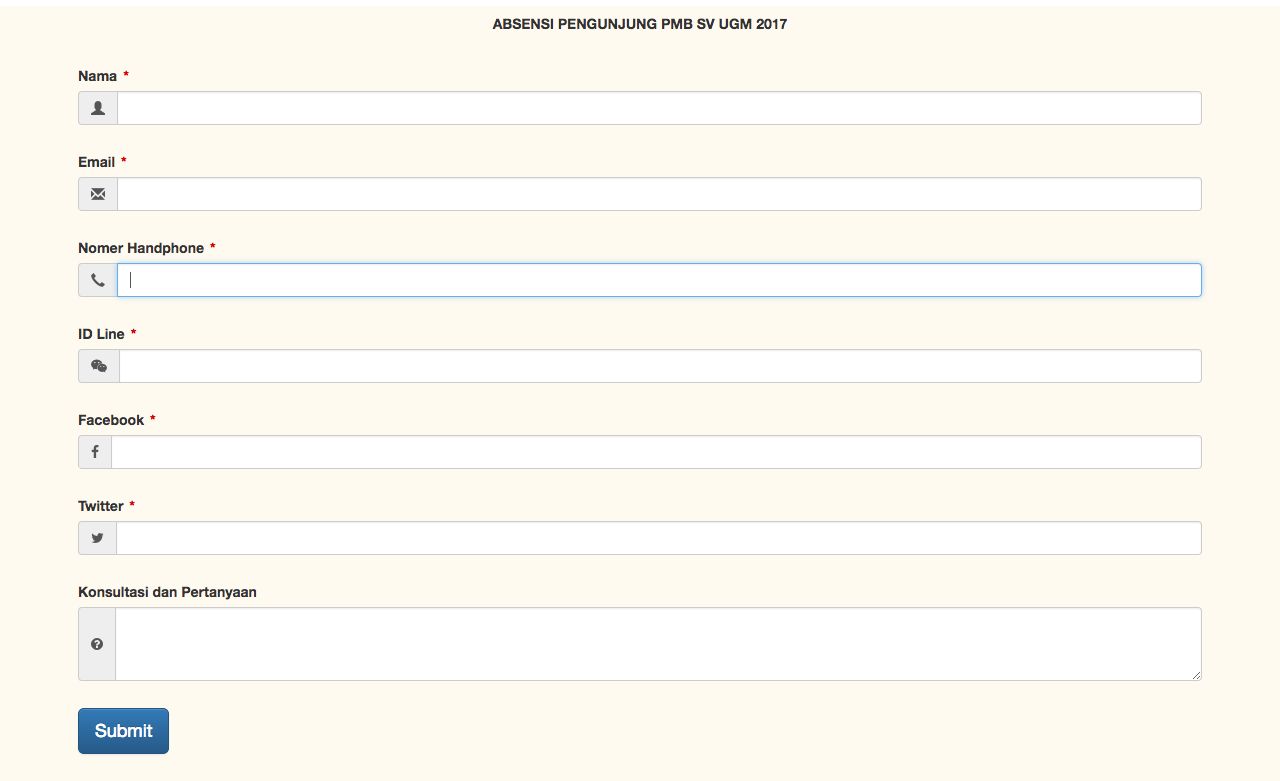 ABSENSI PENGUNJUNG PMB SV UGM 2017
Nama *
Email *
Nomer Handphone *
ID Line *
Facebook *
Twitter *
Konsultasi dan Pertanyaan
Submit